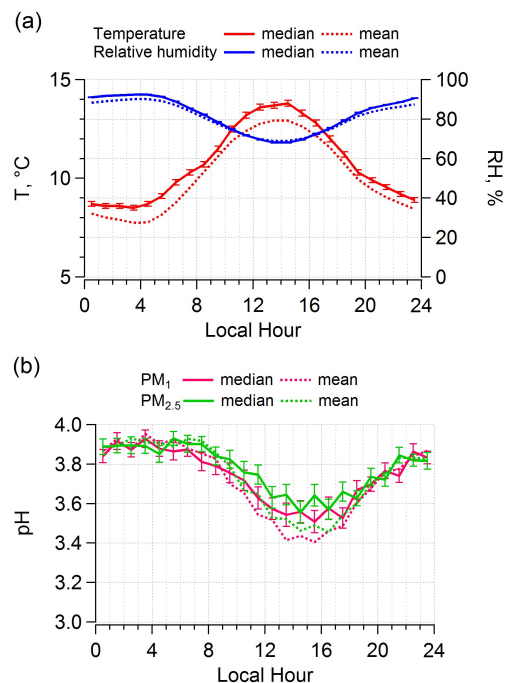 (a)
Temperature median mean
Relative humidity median mean
15 100
80
10 60
40
20
5 0
T, °C
RH, %
0 4 8 12 16 20 24
Local Hour
(b)
PM1 median mean
PM2.5 median mean
4.0
3.8
3.6
3.4
3.2
3.0
pH
0 4 8 12 16 20 24
Local Hour